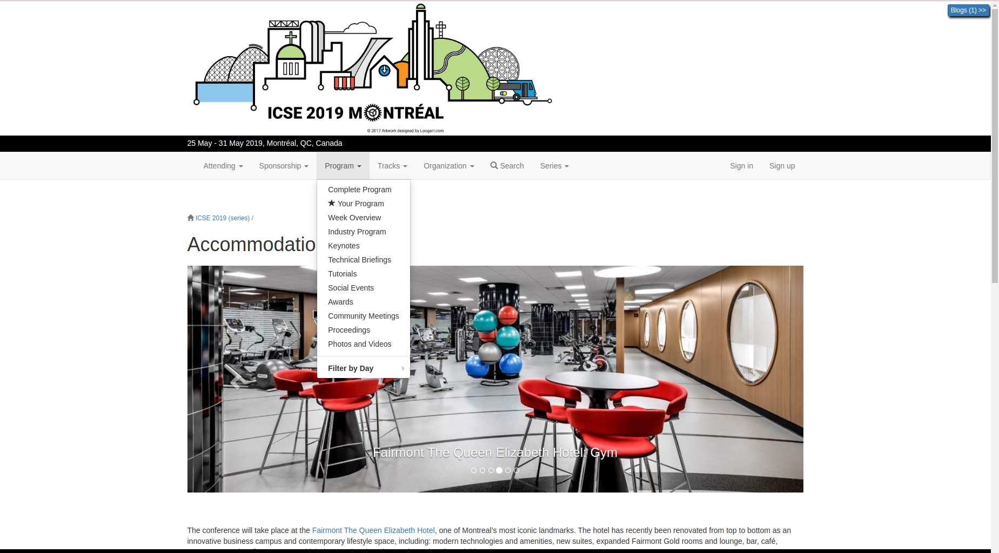 Blogs (1) >>
ICSE 2019 MONTRÉAL
© 2017 Artwork designed by Loogart.com
25 May - 31 May 2019, Montréal, QC, Canada
Attending Sponsorship Program Tracks Organization Search Series Sign in Sign up
Complete Program
Your Program
Week Overview
Industry Program
Keynotes
Technical Briefings
Tutorials
Social Events
Awards
Community Meetings
Proceedings
Photos and Videos
Filter by Day
ICSE 2019 (series) /
Accommodatio
Fairmont The Queen Elizabeth Hotel: Gym
The conference will take place at the Fairmont The Queen Elizabeth Hotel, one of Montreal’s most iconic landmarks. The hotel has recently been renovated from top to bottom as an
innovative business campus and contemporary lifestyle space, including: modern technologies and amenities, new suites, expanded Fairmont Gold rooms and lounge, bar, café,